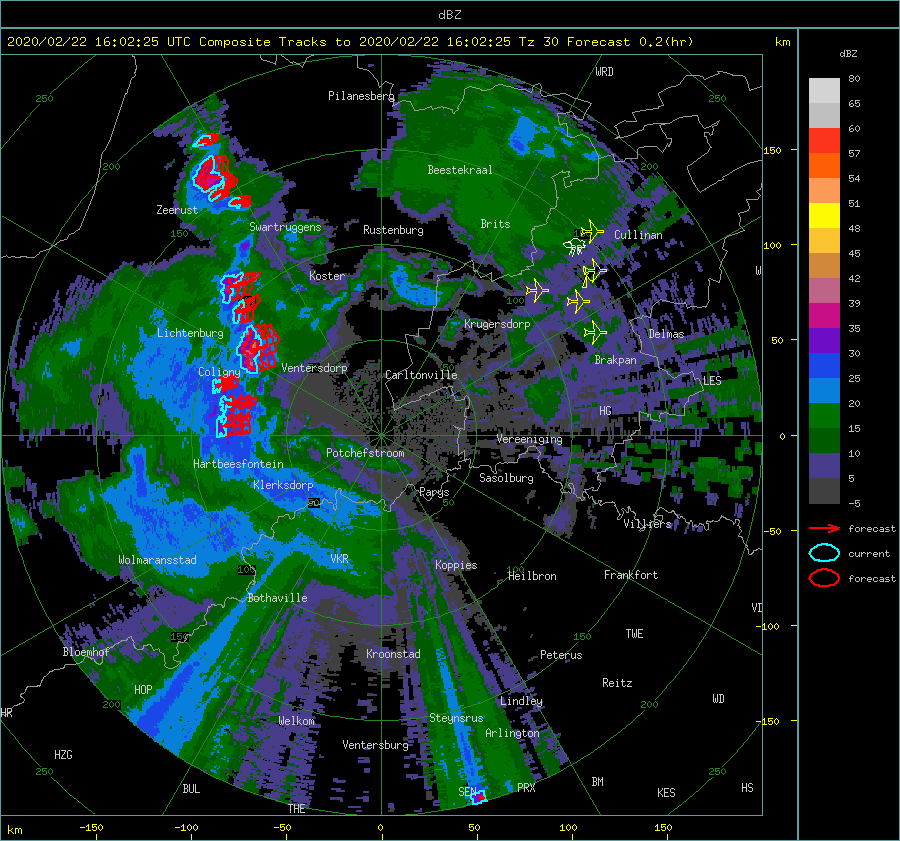 dBZ
2020/02/22 16:02:25 UTC Composite Tracks to 2020/02/22 16:02:25 Tz 30 Forecast 0.2(hr)
km
dBZ
WRD
80
250
Pilanesberg
250
65
60
150
57
200
Beestekraal
200
54
Zeerust
51
Swartruggens
Brits
48
150
Rustenburg
Cullinan
100
45
Koster
W
42
100
39
Lichtenburg
Krugersdorp
Delmas
35
50
Brakpan
30
Coligny
Ventersdorp
Carltonville
LES
25
HG
20
Vereeniging
0
15
Potchefstroom
10
Hartbeesfontein
Sasolburg
5
Klerksdorp
Parys
50
50
-5
Villiers
forecast
-50
current
Wolmaransstad
VKR
Koppies
100
100
Heilbron
Frankfort
forecast
Bothaville
VD
-100
150
150
TWE
Bloemhof
Kroonstad
Peterus
HOP
Reitz
200
Lindley
200
WD
HR
Welkom
Steynsrus
-150
Arlington
HZG
Ventersburg
250
250
BUL
SEN
PRX
BM
KES
HS
THE
km
-150
-100
-50
0
50
100
150